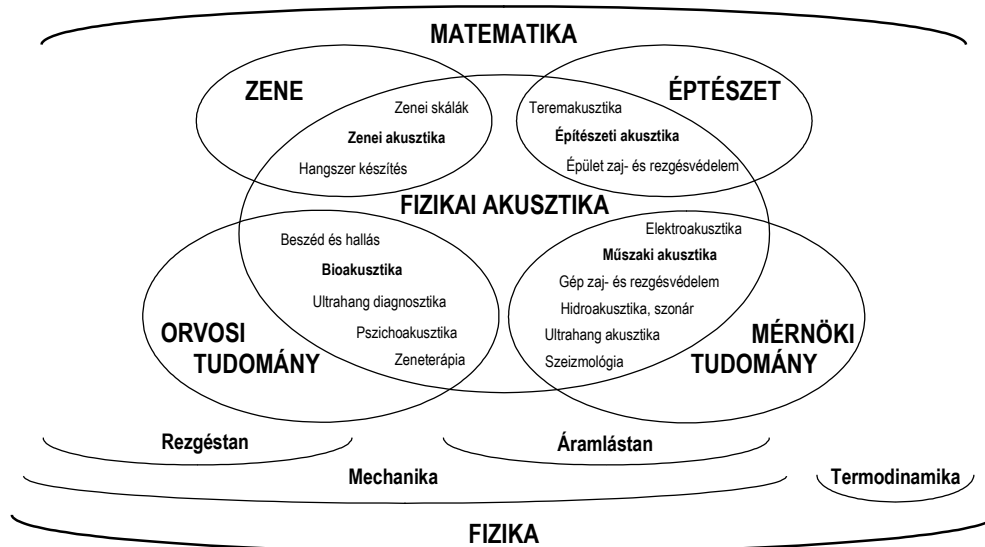 MATEMATIKA
ZENE
Zenei skálák
Zenei akusztika
Hangszer készítés
ÉPTÉSZET
Teremakusztika
Építészeti akusztika
Épület zaj- és rezgésvédelem
FIZIKAI AKUSZTIKA
Beszéd és hallás
Bioakusztika
Ultrahang diagnosztika
Pszichoakusztika
Zeneterápia
ORVOSI
TUDOMÁNY
Elektroakusztika
Műszaki akusztika
Gép zaj- és rezgésvédelem
Hidroakusztika, szonár
Ultrahang akusztika
Szeizmológia
MÉRNÖKI
TUDOMÁNY
Rezgéstan
Áramlástan
Mechanika
Termodinamika
FIZIKA